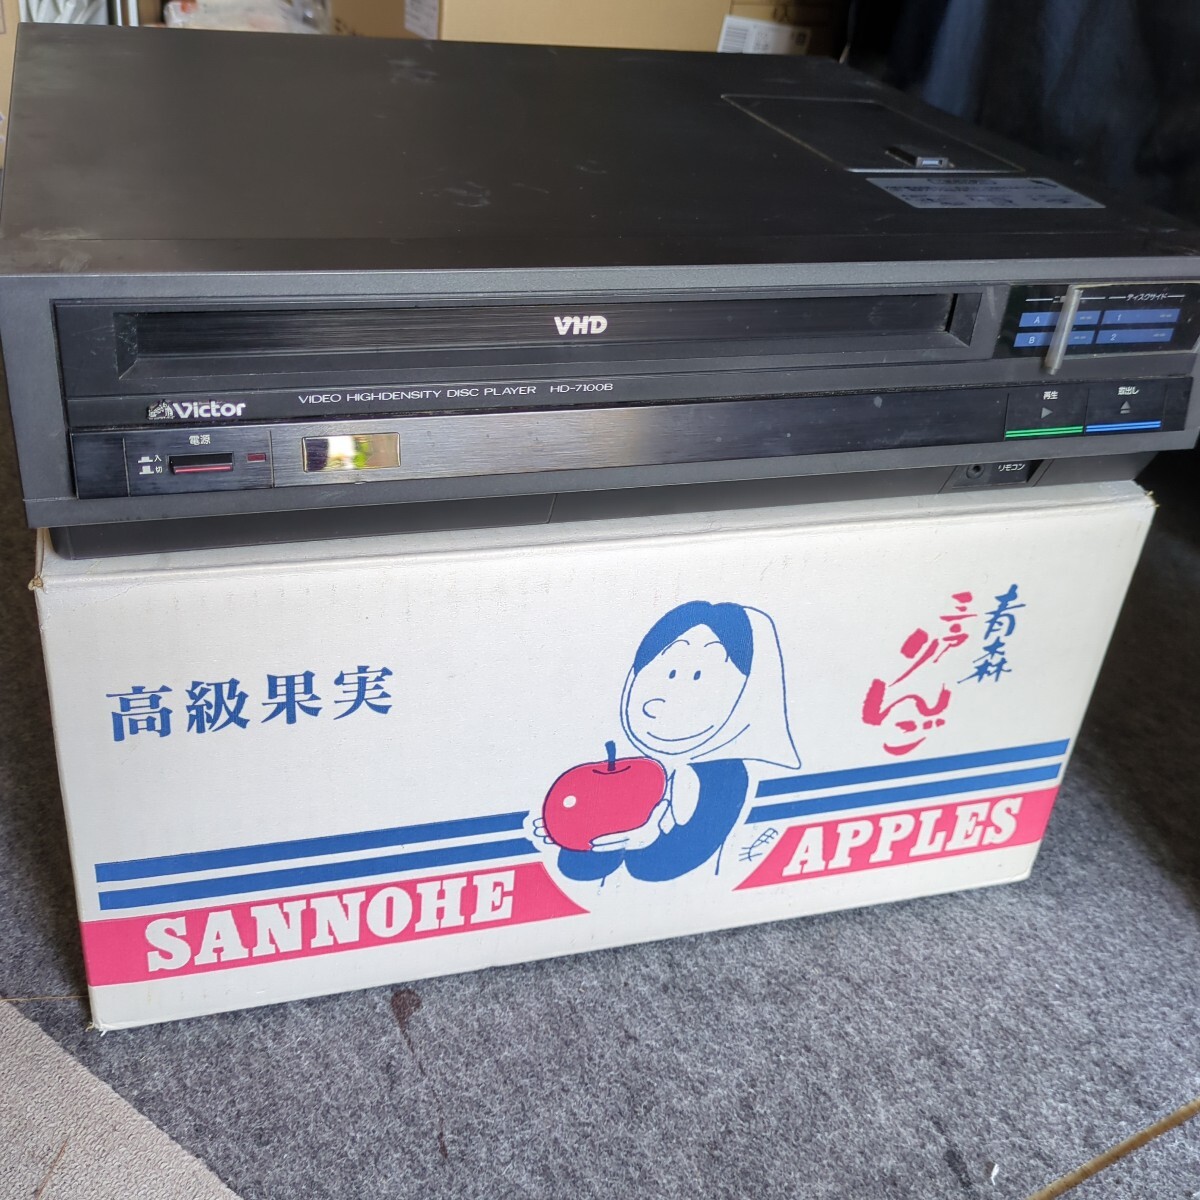 VHD
VIDEO HIGHDENSITY DISC PLAYER HD-7100B
Victor
電源
入
切
ディスクサイド
A
1
B
2
再生
取出し
リモコン
高級果実
青森
三戸りんご
SANNOHE APPLES